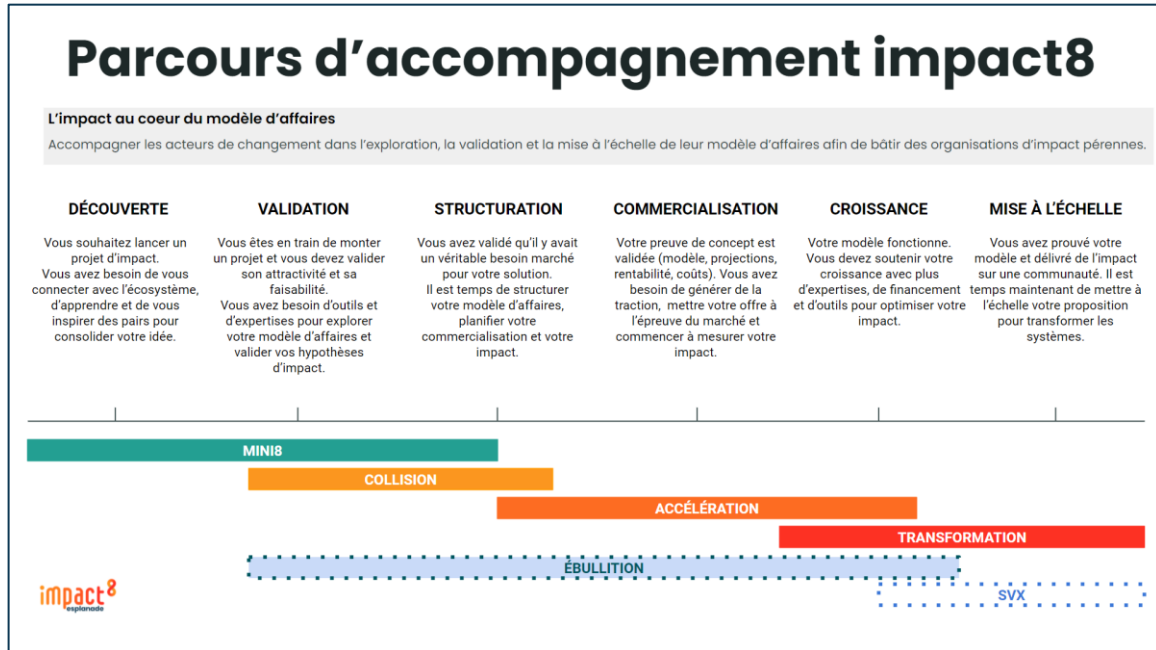 Parcours d'accompagnement impact8
L'impact au coeur du modèle d'affaires
Accompagner les acteurs de changement dans l'exploration, la validation et la mise à l'échelle de leur modèle d'affaires afin de bâtir des organisations d'impact pérennes.
DÉCOUVERTE
Vous souhaitez lancer un
projet d'impact.
Vous avez besoin de vous
connecter avec l'écosystème,
d'apprendre et de vous
inspirer des pairs pour
consolider votre idée.
VALIDATION
Vous êtes en train de monter
un projet et vous devez valider
son attractivité et sa
faisabilité.
Vous avez besoin d'outils et
d'expertises pour explorer
votre modèle d'affaires et
valider vos hypothèses
d'impact.
STRUCTURATION
Vous avez validé qu'il y avait
un véritable besoin marché
pour votre solution.
Il est temps de structurer
votre modèle d'affaires,
planifier votre
commercialisation et votre
impact.
COMMERCIALISATION
Votre preuve de concept est
validée (modèle, projections,
rentabilité, coûts). Vous avez
besoin de générer de la
traction, mettre votre offre à
l'épreuve du marché et
commencer à mesurer votre
impact.
CROISSANCE
Votre modèle fonctionne.
Vous devez soutenir votre
croissance avec plus
d'expertises, de financement
et d'outils pour optimiser votre
impact.
MISE À L'ÉCHELLE
Vous avez prouvé votre
modèle et délivré de l'impact
sur une communauté. Il est
temps maintenant de mettre à
l'échelle votre proposition
pour transformer les
systèmes.
MINI8
COLLISION
ACCÉLÉRATION
TRANSFORMATION
ÉBULLITION
SVX
impact8
esplanade